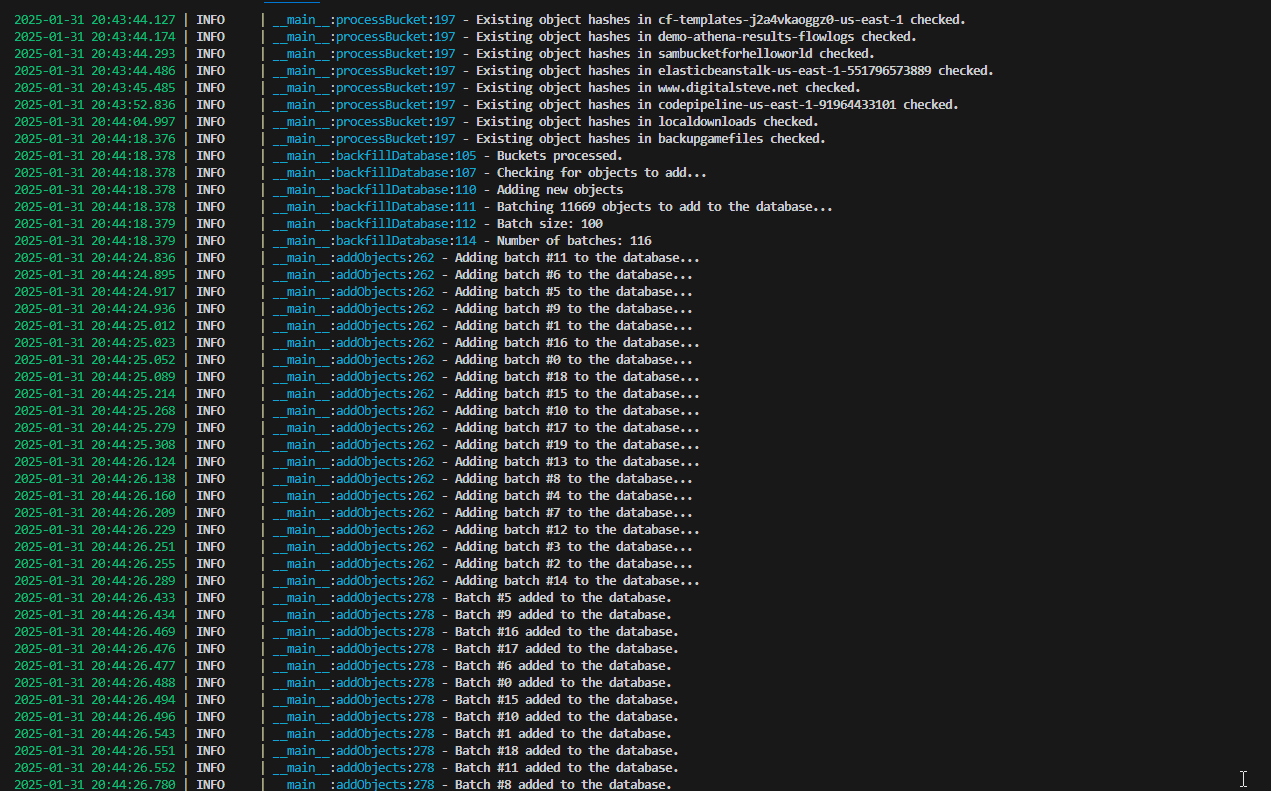 2025-01-31 20:43:44.127 | INFO | __main__:processBucket:197 - Existing object hashes in cf-templates-j2a4vkaoggz0-us-east-1 checked.
2025-01-31 20:43:44.174 | INFO | __main__:processBucket:197 - Existing object hashes in demo-athena-results-flowlogs checked.
2025-01-31 20:43:44.293 | INFO | __main__:processBucket:197 - Existing object hashes in sambucketforhelloworld checked.
2025-01-31 20:43:44.486 | INFO | __main__:processBucket:197 - Existing object hashes in elasticbeanstalk-us-east-1-551796573889 checked.
2025-01-31 20:43:45.485 | INFO | __main__:processBucket:197 - Existing object hashes in www.digitalsteve.net checked.
2025-01-31 20:43:52.836 | INFO | __main__:processBucket:197 - Existing object hashes in codepipeline-us-east-1-91964433101 checked.
2025-01-31 20:44:04.997 | INFO | __main__:processBucket:197 - Existing object hashes in localdownloads checked.
2025-01-31 20:44:18.376 | INFO | __main__:processBucket:197 - Existing object hashes in backupgamefiles checked.
2025-01-31 20:44:18.378 | INFO | __main__:backfillDatabase:105 - Buckets processed.
2025-01-31 20:44:18.378 | INFO | __main__:backfillDatabase:107 - Checking for objects to add...
2025-01-31 20:44:18.378 | INFO | __main__:backfillDatabase:110 - Adding new objects
2025-01-31 20:44:18.378 | INFO | __main__:backfillDatabase:111 - Batching 11669 objects to add to the database...
2025-01-31 20:44:18.379 | INFO | __main__:backfillDatabase:112 - Batch size: 100
2025-01-31 20:44:18.379 | INFO | __main__:backfillDatabase:114 - Number of batches: 116
2025-01-31 20:44:24.836 | INFO | __main__:addObjects:262 - Adding batch #11 to the database...
2025-01-31 20:44:24.895 | INFO | __main__:addObjects:262 - Adding batch #6 to the database...
2025-01-31 20:44:24.917 | INFO | __main__:addObjects:262 - Adding batch #5 to the database...
2025-01-31 20:44:24.936 | INFO | __main__:addObjects:262 - Adding batch #9 to the database...
2025-01-31 20:44:25.012 | INFO | __main__:addObjects:262 - Adding batch #1 to the database...
2025-01-31 20:44:25.023 | INFO | __main__:addObjects:262 - Adding batch #16 to the database...
2025-01-31 20:44:25.052 | INFO | __main__:addObjects:262 - Adding batch #0 to the database...
2025-01-31 20:44:25.089 | INFO | __main__:addObjects:262 - Adding batch #18 to the database...
2025-01-31 20:44:25.214 | INFO | __main__:addObjects:262 - Adding batch #15 to the database...
2025-01-31 20:44:25.268 | INFO | __main__:addObjects:262 - Adding batch #10 to the database...
2025-01-31 20:44:25.279 | INFO | __main__:addObjects:262 - Adding batch #17 to the database...
2025-01-31 20:44:25.308 | INFO | __main__:addObjects:262 - Adding batch #19 to the database...
2025-01-31 20:44:26.124 | INFO | __main__:addObjects:262 - Adding batch #13 to the database...
2025-01-31 20:44:26.138 | INFO | __main__:addObjects:262 - Adding batch #8 to the database...
2025-01-31 20:44:26.160 | INFO | __main__:addObjects:262 - Adding batch #4 to the database...
2025-01-31 20:44:26.209 | INFO | __main__:addObjects:262 - Adding batch #7 to the database...
2025-01-31 20:44:26.229 | INFO | __main__:addObjects:262 - Adding batch #12 to the database...
2025-01-31 20:44:26.251 | INFO | __main__:addObjects:262 - Adding batch #3 to the database...
2025-01-31 20:44:26.255 | INFO | __main__:addObjects:262 - Adding batch #2 to the database...
2025-01-31 20:44:26.289 | INFO | __main__:addObjects:262 - Adding batch #14 to the database...
2025-01-31 20:44:26.433 | INFO | __main__:addObjects:278 - Batch #5 added to the database.
2025-01-31 20:44:26.434 | INFO | __main__:addObjects:278 - Batch #9 added to the database.
2025-01-31 20:44:26.469 | INFO | __main__:addObjects:278 - Batch #16 added to the database.
2025-01-31 20:44:26.476 | INFO | __main__:addObjects:278 - Batch #17 added to the database.
2025-01-31 20:44:26.477 | INFO | __main__:addObjects:278 - Batch #6 added to the database.
2025-01-31 20:44:26.488 | INFO | __main__:addObjects:278 - Batch #0 added to the database.
2025-01-31 20:44:26.494 | INFO | __main__:addObjects:278 - Batch #15 added to the database.
2025-01-31 20:44:26.496 | INFO | __main__:addObjects:278 - Batch #10 added to the database.
2025-01-31 20:44:26.543 | INFO | __main__:addObjects:278 - Batch #1 added to the database.
2025-01-31 20:44:26.551 | INFO | __main__:addObjects:278 - Batch #18 added to the database.
2025-01-31 20:44:26.552 | INFO | __main__:addObjects:278 - Batch #11 added to the database.
2025-01-31 20:44:26.780 | INFO | __main__:addObjects:278 - Batch #8 added to the database.